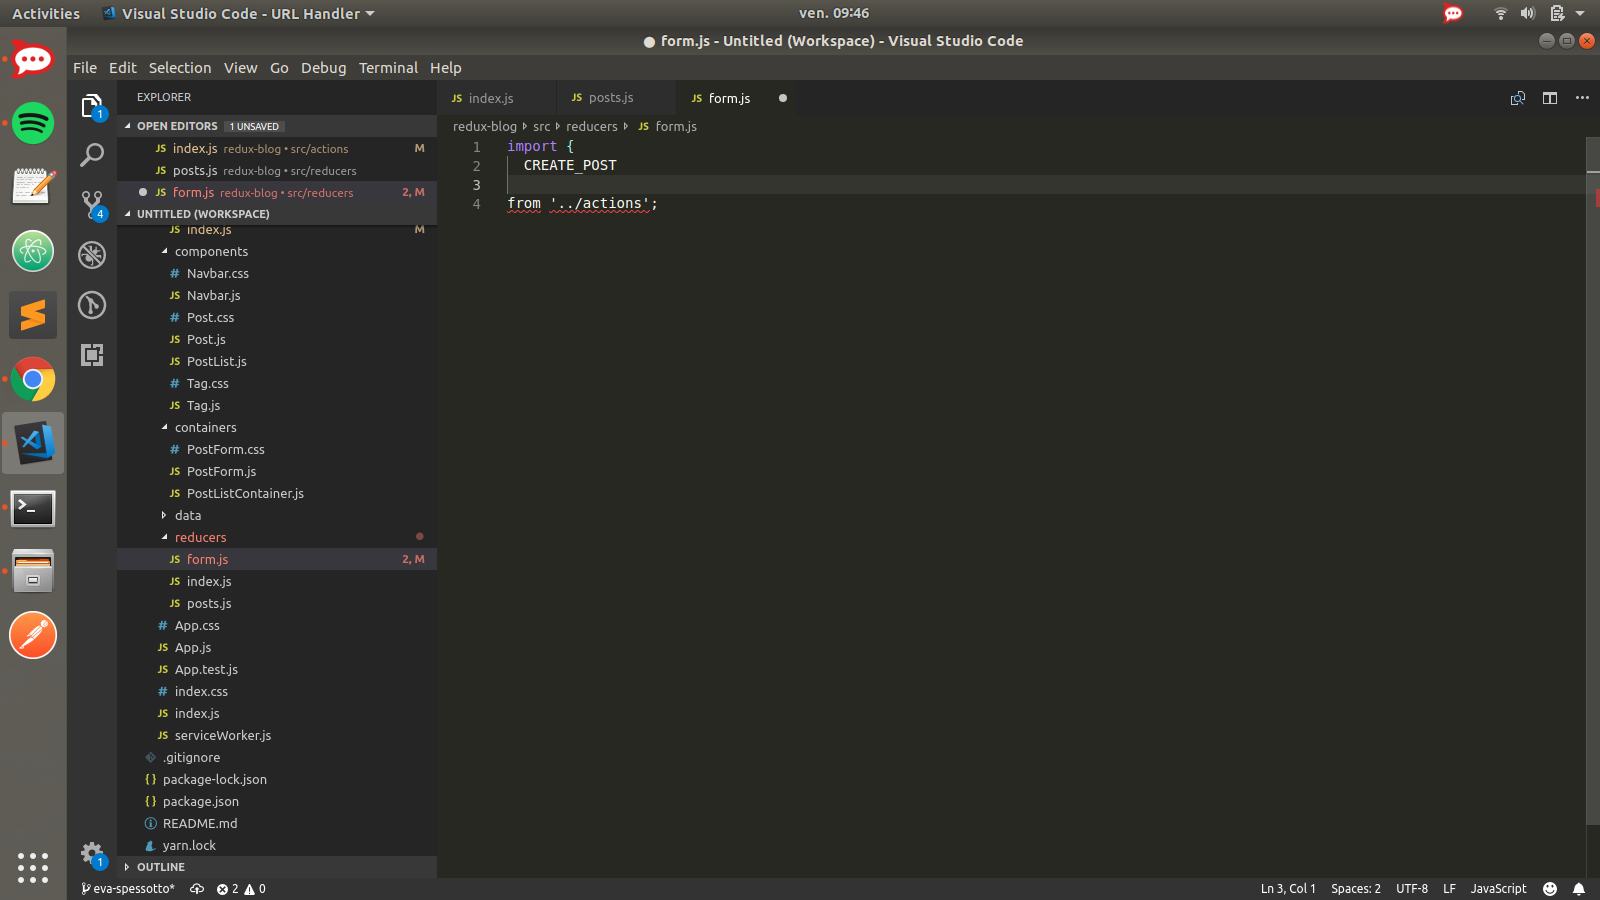 Activities Visual Studio Code - URL Handler ven. 09:46
form.js - Untitled (Workspace) - Visual Studio Code
File Edit Selection View Go Debug Terminal Help
EXPLORER
OPEN EDITORS 1 UNSAVED
JS index.js redux-blog • src/actions M
JS posts.js redux-blog • src/reducers
JS form.js redux-blog • src/reducers 2, M
UNTITLED (WORKSPACE)
JS index.js M
components
# Navbar.css
JS Navbar.js
# Post.css
JS Post.js
JS PostList.js
# Tag.css
JS Tag.js
containers
# PostForm.css
JS PostForm.js
JS PostListContainer.js
data
reducers
JS form.js 2, M
JS index.js
JS posts.js
# App.css
JS App.js
JS App.test.js
# index.css
JS index.js
JS serviceWorker.js
.gitignore
{} package-lock.json
{} package.json
README.md
yarn.lock
OUTLINE
1
4
1
JS index.js JS posts.js JS form.js
redux-blog src reducers JS form.js
1 import {
2 CREATE_POST
3
4 from '../actions';
eva-spessotto* 2 0 Ln 3, Col 1 Spaces: 2 UTF-8 LF JavaScript